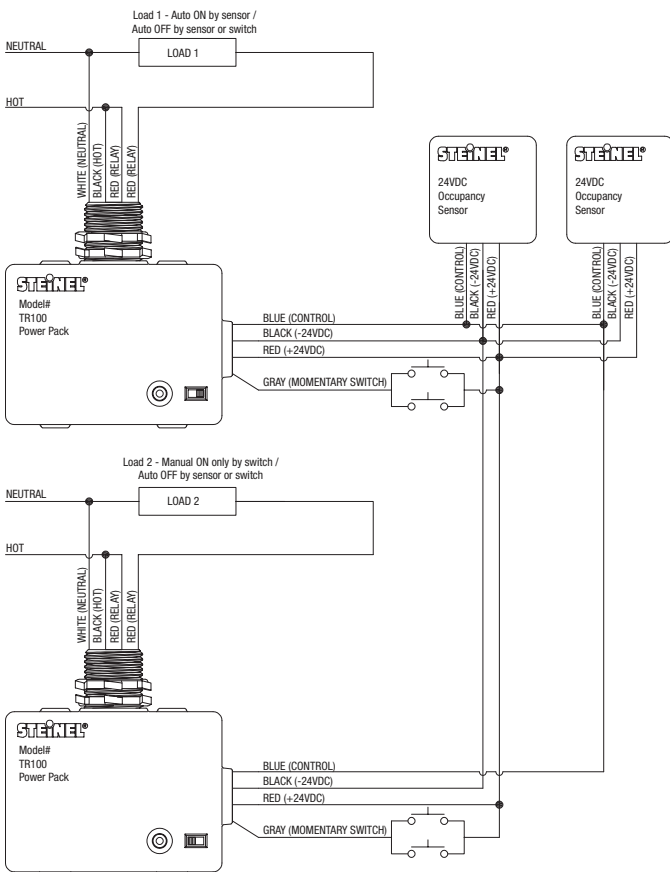 Load 1 - Auto ON by sensor /
Auto OFF by sensor or switch
NEUTRAL
LOAD 1
HOT
WHITE (NEUTRAL)
BLACK (HOT)
RED (RELAY)
RED (RELAY)
STEINEL®
24VDC
Occupancy
Sensor
STEINEL®
24VDC
Occupancy
Sensor
BLUE (CONTROL)
BLACK (-24VDC)
RED (+24VDC)
BLUE (CONTROL)
BLACK (-24VDC)
RED (+24VDC)
STEINEL®
Model#
TR100
Power Pack
BLUE (CONTROL)
BLACK (-24VDC)
RED (+24VDC)
GRAY (MOMENTARY SWITCH)
Load 2 - Manual ON only by switch /
Auto OFF by sensor or switch
NEUTRAL
LOAD 2
HOT
WHITE (NEUTRAL)
BLACK (HOT)
RED (RELAY)
RED (RELAY)
STEINEL®
Model#
TR100
Power Pack
BLUE (CONTROL)
BLACK (-24VDC)
RED (+24VDC)
GRAY (MOMENTARY SWITCH)